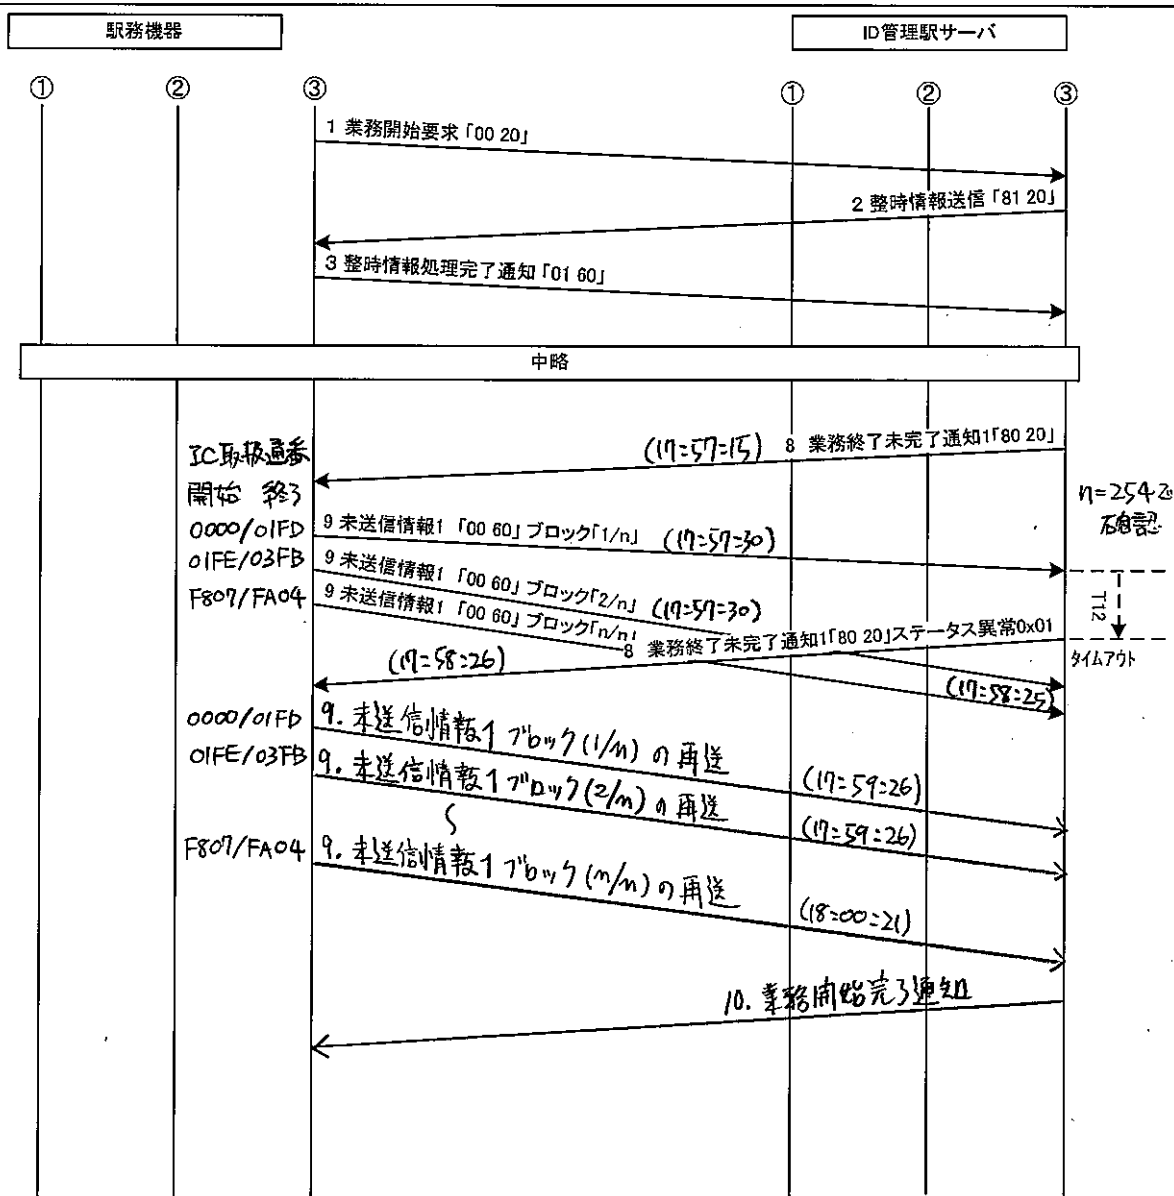 駅務機器
ID管理駅サーバ
① ② ③ ① ② ③
1 業務開始要求「00 20」
2 整時情報送信「81 20」
3 整時情報処理完了通知「01 60」
中略
8 業務終了未完了通知1「80 20」
(17:57:15)
IC取扱通番
開始 終了
n=254で
確認
0000/01FD
9 未送信情報1 「00 60」ブロック「1/n」 (17:57:30)
01FE/03FB
9 未送信情報1 「00 60」ブロック「2/n」 (17:57:30)
F807/FA04
9 未送信情報1 「00 60」ブロック「n/n」
T12
8 業務終了未完了通知1「80 20」ステータス異常0x01
タイムアウト
(17:58:26)
(17:58:25)
0000/01FD
9. 未送信情報1 ブロック(1/n) の再送
(17:59:26)
01FE/03FB
9. 未送信情報1 ブロック(2/n) の再送
(17:59:26)
F807/FA04
9. 未送信情報1 ブロック(n/n) の再送
(18:00:21)
10. 業務開始完了通知